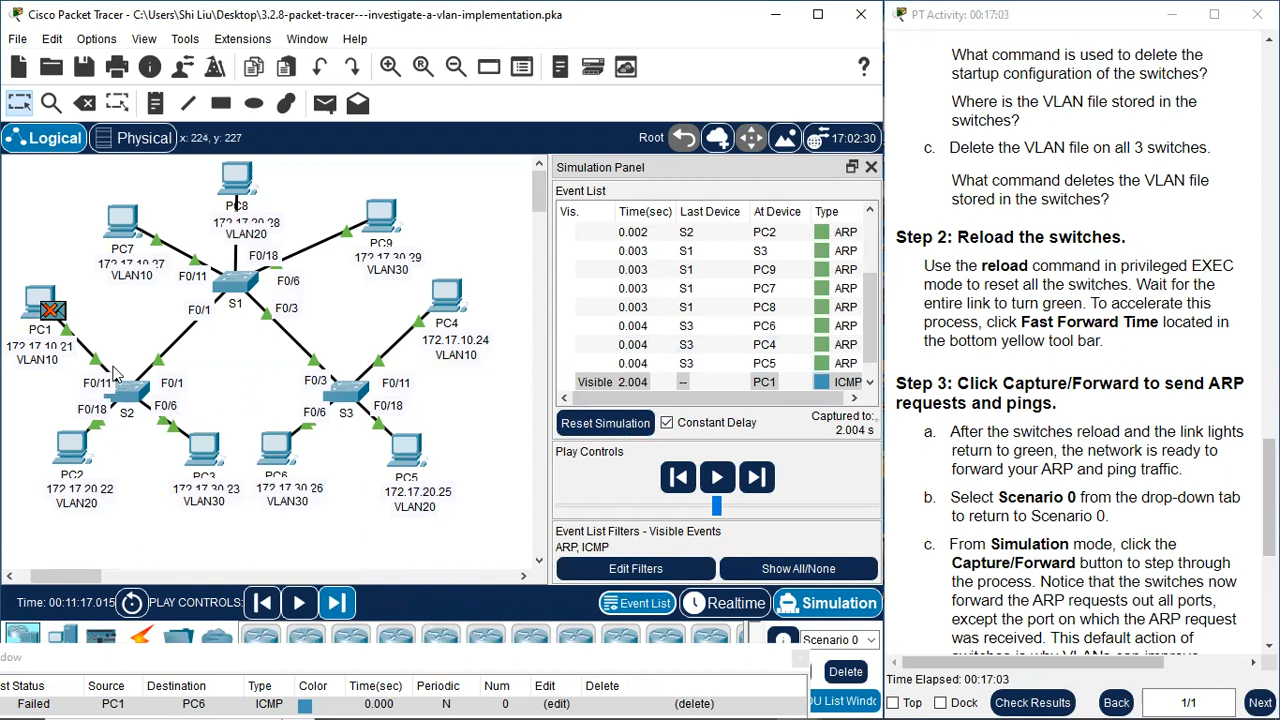 Cisco Packet Tracer - C:\Users\Shi Liu\Desktop\3.2.8-packet-tracer---investigate-a-vlan-implementation.pka
File Edit Options View Tools Extensions Window Help
Logical Physical x: 224, y: 227 Root 17:02:30
PC8
172.17.20.28
VLAN20
PC7
172.17.10.27
VLAN10
PC9
172.17.30.29
VLAN30
F0/11
F0/18
F0/6
S1
F0/1
F0/3
PC1
172.17.10.21
VLAN10
PC4
172.17.10.24
VLAN10
F0/11
F0/1
F0/3
F0/11
S2
S3
F0/18
F0/6
F0/6
F0/18
PC2
172.17.20.22
VLAN20
PC3
172.17.30.23
VLAN30
PC6
172.17.30.26
VLAN30
PC5
172.17.20.25
VLAN20
Simulation Panel
Event List
Vis. Time(sec) Last Device At Device Type
0.002 S2 PC2 ARP
0.003 S1 S3 ARP
0.003 S1 PC9 ARP
0.003 S1 PC7 ARP
0.003 S1 PC8 ARP
0.004 S3 PC6 ARP
0.004 S3 PC4 ARP
0.004 S3 PC5 ARP
Visible 2.004 -- PC1 ICMP
Reset Simulation Constant Delay Captured to:
2.004 s
Play Controls
Event List Filters - Visible Events
ARP, ICMP
Edit Filters Show All/None
Time: 00:11:17.015 PLAY CONTROLS: Event List Realtime Simulation
Scenario 0
Delete
Status Source Destination Type Color Time(sec) Periodic Num Edit Delete
Failed PC1 PC6 ICMP 0.000 N 0 (edit) (delete)
PT Activity: 00:17:03
What command is used to delete the
startup configuration of the switches?
Where is the VLAN file stored in the
switches?
c. Delete the VLAN file on all 3 switches.
What command deletes the VLAN file
stored in the switches?
Step 2: Reload the switches.
Use the reload command in privileged EXEC
mode to reset all the switches. Wait for the
entire link to turn green. To accelerate this
process, click Fast Forward Time located in
the bottom yellow tool bar.
Step 3: Click Capture/Forward to send ARP
requests and pings.
a. After the switches reload and the link lights
return to green, the network is ready to
forward your ARP and ping traffic.
b. Select Scenario 0 from the drop-down tab
to return to Scenario 0.
c. From Simulation mode, click the
Capture/Forward button to step through
the process. Notice that the switches now
forward the ARP requests out all ports,
except the port on which the ARP request
was received. This default action of
Time Elapsed: 00:17:03
Top Dock Check Results Back 1/1 Next